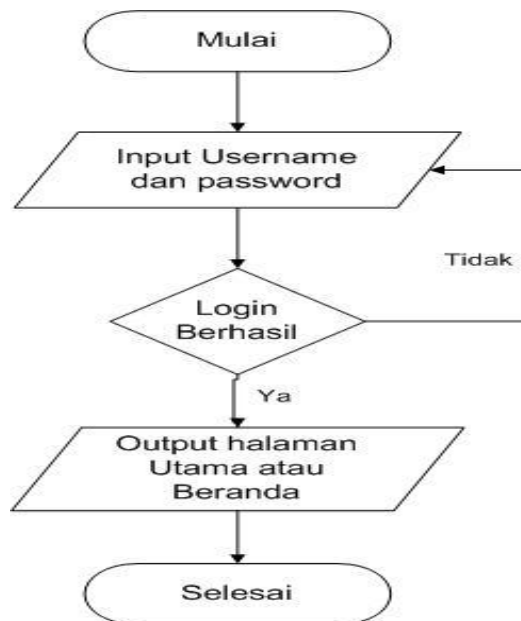 Mulai
Input Username
dan password
Tidak
Login
Berhasil
Ya
Output halaman
Utama atau
Beranda
Selesai